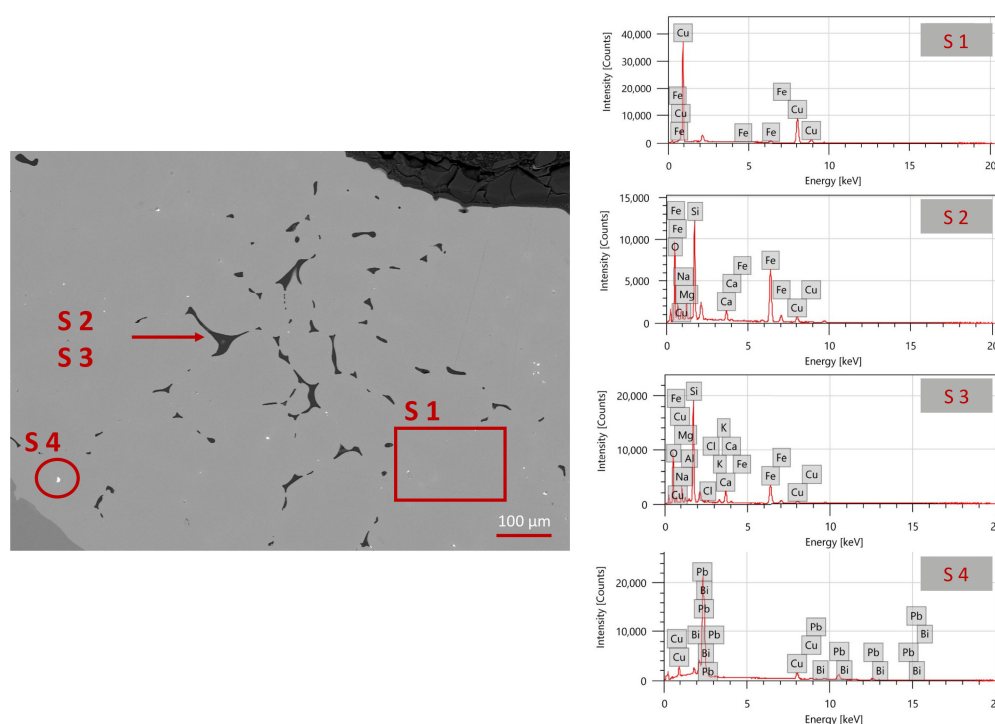 S 2
S 3
S 1
S 4
100 µm
S 1
Intensity [Counts]
40,000
30,000
20,000
10,000
0
Cu
Fe
Cu
Fe
Fe
Fe
Fe
Cu
Cu
0 5 10 15 20
Energy [keV]
S 2
Intensity [Counts]
15,000
10,000
5,000
0
Fe
Si
Fe
O
Na
Mg
Cu
Fe
Ca
Ca
Fe
Fe
Cu
Cu
0 5 10 15 20
Energy [keV]
S 3
Intensity [Counts]
20,000
10,000
0
Fe
Si
Cu
Mg
O
Al
Na
Cu
K
Cl
Ca
K
Fe
Ca
Cl
Fe
Fe
Cu
Cu
0 5 10 15 20
Energy [keV]
S 4
Intensity [Counts]
20,000
10,000
0
Pb
Bi
Pb
Bi
Pb
Cu
Bi
Cu
Pb
Pb
Cu
Cu
Bi
Pb
Bi
Pb
Bi
Pb
Bi
Pb
Bi
0 5 10 15 20
Energy [keV]